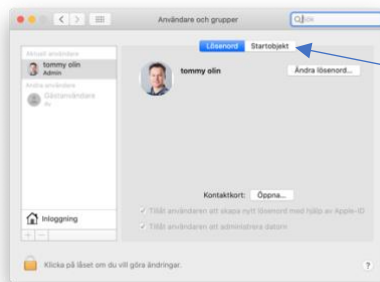 Användare och grupper
Sök
Lösenord Startobjekt
Aktuell användare
tommy olin
Admin
Andra användare
Gästanvändare
Av
tommy olin
Ändra lösenord...
Kontaktkort: Öppna...
Tillåt användaren att skapa nytt lösenord med hjälp av Apple-ID
Tillåt användaren att administrera datorn
Inloggning
Klicka på låset om du vill göra ändringar.
?